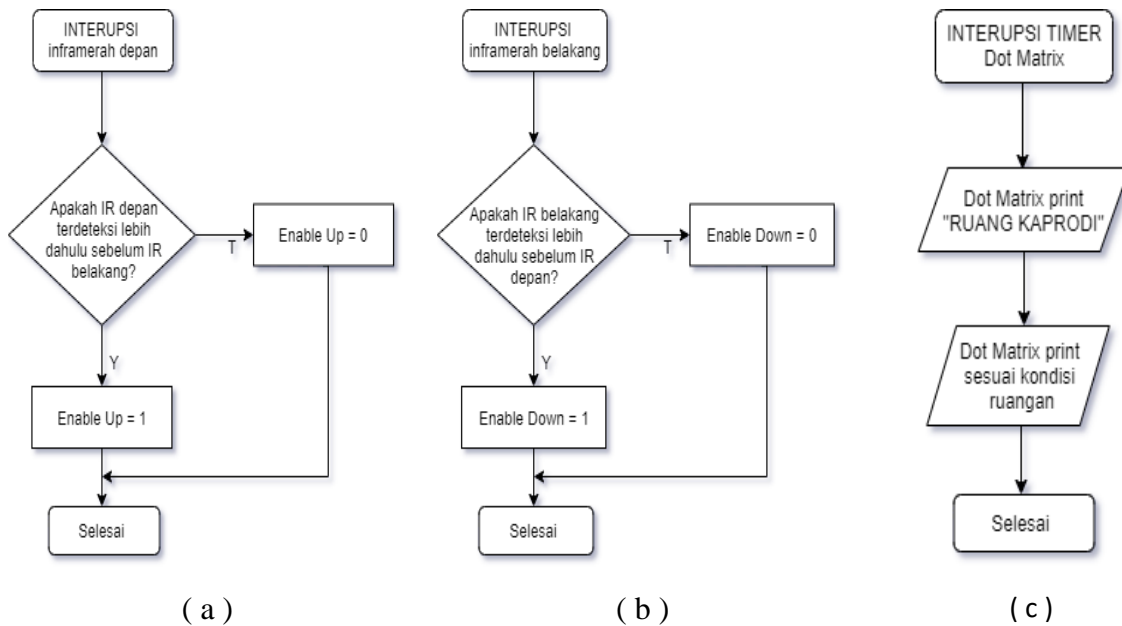 INTERUPSI
inframerah depan
Apakah IR depan
terdeteksi lebih
dahulu sebelum IR
belakang?
T
Enable Up = 0
Y
Enable Up = 1
Selesai
( a )
INTERUPSI
inframerah belakang
Apakah IR belakang
terdeteksi lebih
dahulu sebelum IR
depan?
T
Enable Down = 0
Y
Enable Down = 1
Selesai
( b )
INTERUPSI TIMER
Dot Matrix
Dot Matrix print
"RUANG KAPRODI"
Dot Matrix print
sesuai kondisi
ruangan
Selesai
( c )